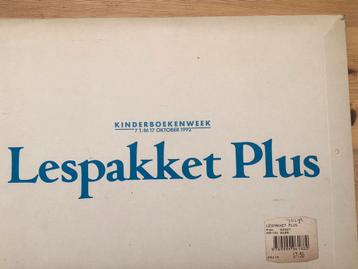 KINDERBOEKENWEEK
7 T/M 17 OKTOBER 1992
Lespakket Plus
LESPAKKET PLUS